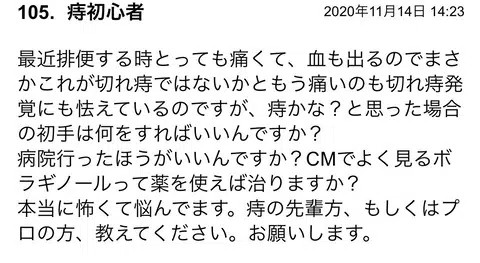 105. 痔初心者 2020年11月14日 14:23
最近排便する時とっても痛くて、血も出るのでまさ
かこれが切れ痔ではないかともう痛いのも切れ痔発
覚にも怯えているのですが、痔かな？と思った場合
の初手は何をすればいいんですか？
病院行ったほうがいいんですか？CMでよく見るボ
ラギノールって薬を使えば治りますか？
本当に怖くて悩んでます。痔の先輩方、もしくはプ
ロの方、教えてください。お願いします。